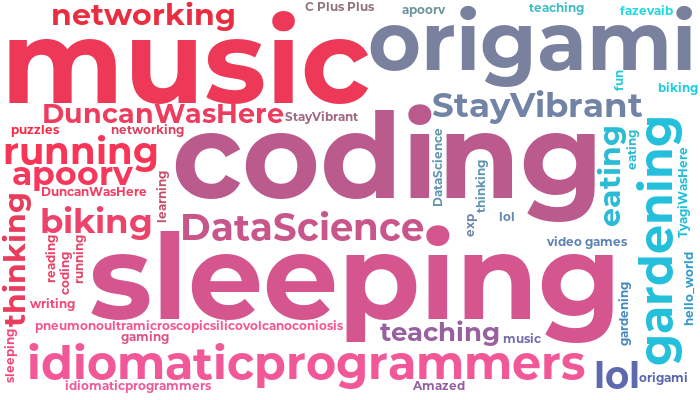 networking
C Plus Plus
apoorv
teaching
fazevaib
music
origami
fun
biking
DuncanWasHere
StayVibrant
StayVibrant
puzzles
networking
coding
running
apoorv
DuncanWasHere
learning
DataScience
thinking
eating
eating
gardening
TyagiWasHere
thinking
biking
DataScience
exp
lol
video games
reading
coding
running
sleeping
hello_world
gardening
writing
pneumonoultramicroscopicsilicovolcanoconiosis
gaming
teaching
music
sleeping
idiomaticprogrammers
lol
origami
idiomaticprogrammers
Amazed